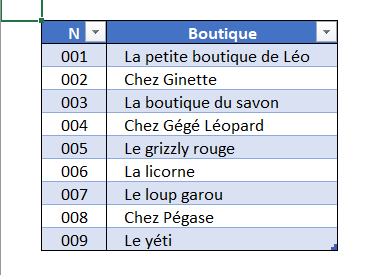 N Boutique
001 La petite boutique de Léo
002 Chez Ginette
003 La boutique du savon
004 Chez Gégé Léopard
005 Le grizzly rouge
006 La licorne
007 Le loup garou
008 Chez Pégase
009 Le yéti